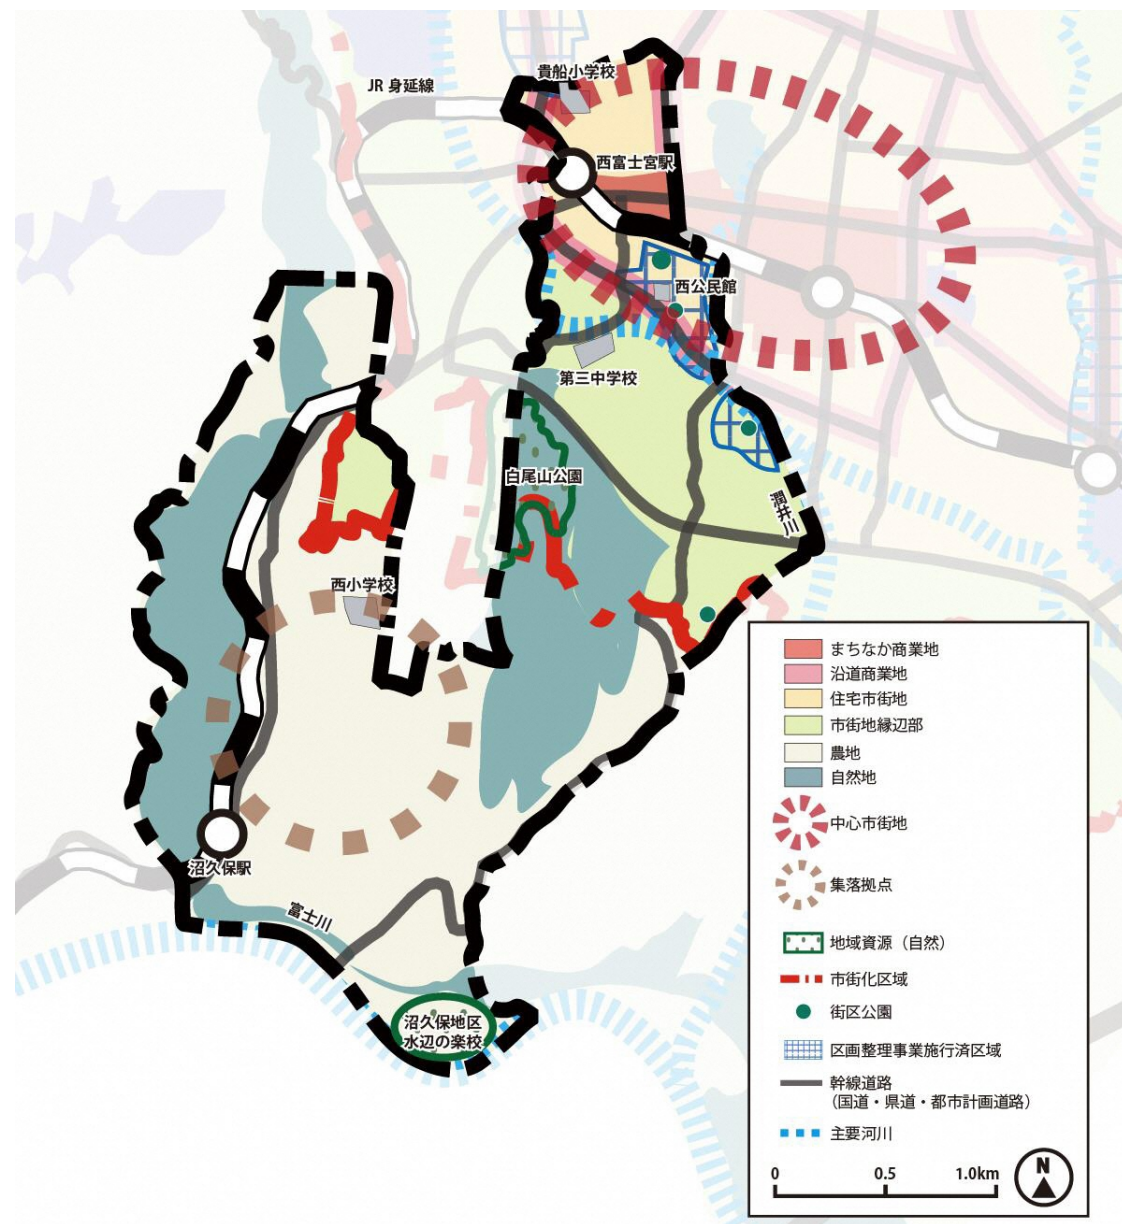 貴船小学校
JR 身延線
西富士宮駅
西公民館
第三中学校
白尾山公園
潤井川
西小学校
沼久保駅
富士川
沼久保地区
水辺の楽校
まちなか商業地
沿道商業地
住宅市街地
市街地縁辺部
農地
自然地
中心市街地
集落拠点
地域資源（自然）
市街化区域
街区公園
区画整理事業施行済区域
幹線道路
（国道・県道・都市計画道路）
主要河川
0 0.5 1.0km
N